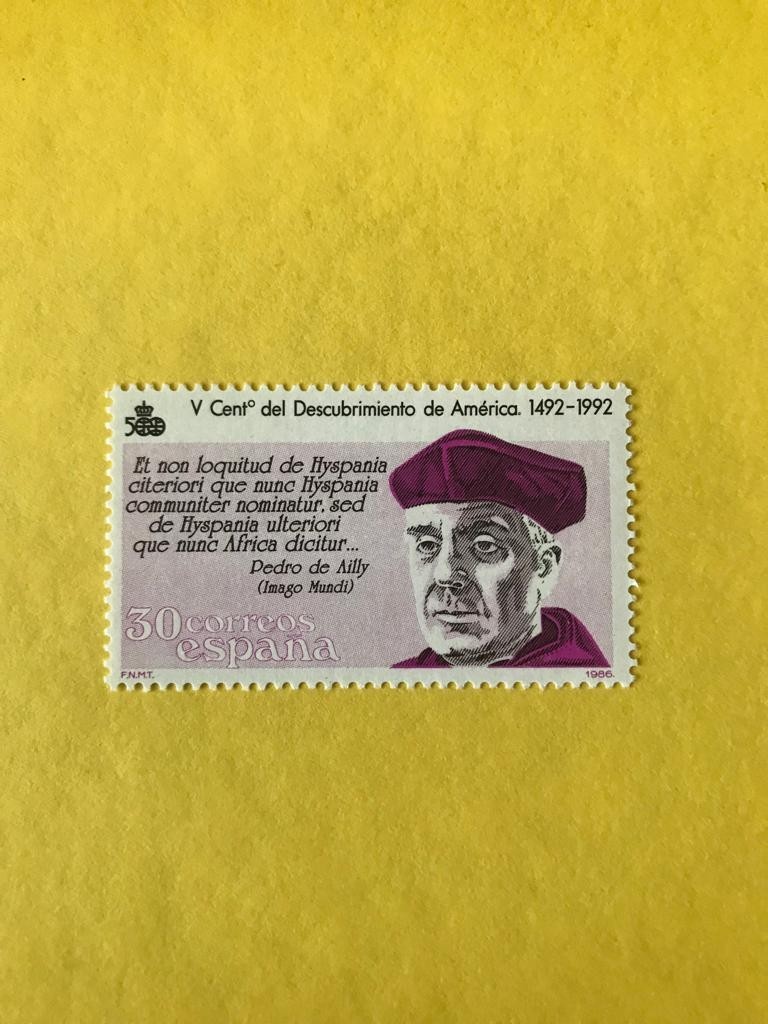 500
V Centº del Descubrimiento de América. 1492-1992
Et non loquitud de Hyspania
citeriori que nunc Hyspania
communiter nominatur, sed
de Hyspania ulteriori
que nunc Africa dicitur...
Pedro de Ailly
(Imago Mundi)
30 correos
españa
F.N.M.T.
1986.